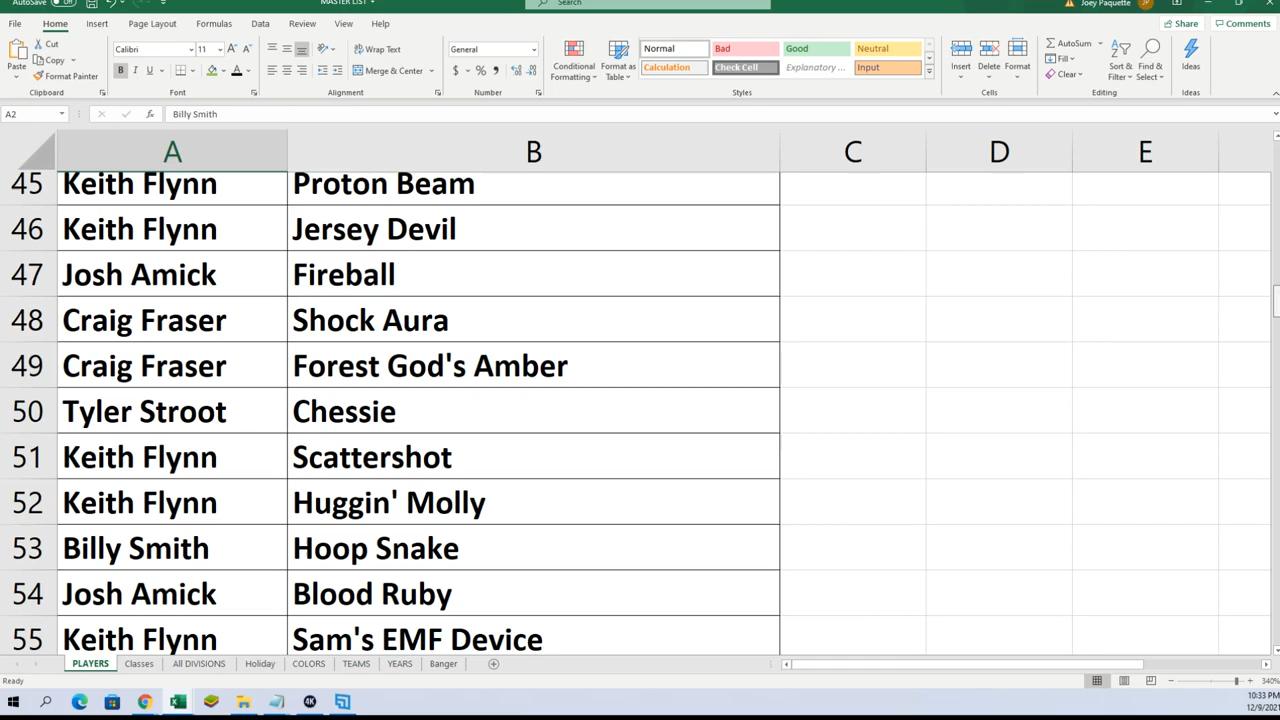 AutoSave Off MASTER LIST Search Joey Paquette JP
File Home Insert Page Layout Formulas Data Review View Help Share Comments
Paste Cut Copy Format Painter Clipboard
Calibri 11 A A B I U A Font
Wrap Text Merge & Center Alignment
General $ % , Number
Conditional Formatting Format as Table
Normal Bad Good Neutral
Calculation Check Cell Explanatory ... Input
Styles
Insert Delete Format Cells
AutoSum Fill Clear Sort & Filter Find & Select Editing
Ideas Ideas
A2 fx Billy Smith
A B C D E
45 Keith Flynn Proton Beam
46 Keith Flynn Jersey Devil
47 Josh Amick Fireball
48 Craig Fraser Shock Aura
49 Craig Fraser Forest God's Amber
50 Tyler Stroot Chessie
51 Keith Flynn Scattershot
52 Keith Flynn Huggin' Molly
53 Billy Smith Hoop Snake
54 Josh Amick Blood Ruby
55 Keith Flynn Sam's EMF Device
PLAYERS Classes All DIVISIONS Holiday COLORS TEAMS YEARS Banger
Ready 340%
4K 10:33 PM
12/9/2021